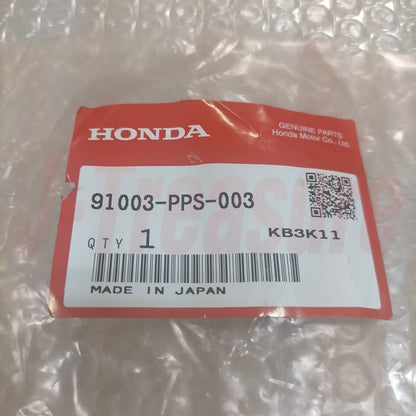 HONDA
GENUINE PARTS
Honda Motor Co., Ltd.
91003-PPS-003
QTY 1
KB3K11
MADE IN JAPAN